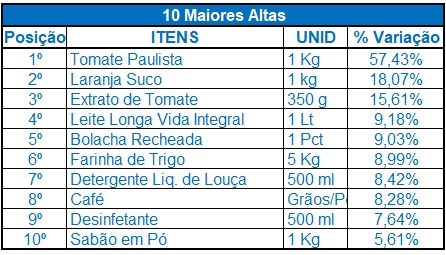 10 Maiores Altas
Posição ITENS UNID % Variação
1º Tomate Paulista 1 Kg 57,43%
2º Laranja Suco 1 kg 18,07%
3º Extrato de Tomate 350 g 15,61%
4º Leite Longa Vida Integral 1 Lt 9,18%
5º Bolacha Recheada 1 Pct 9,03%
6º Farinha de Trigo 5 Kg 8,99%
7º Detergente Liq. de Louça 500 ml 8,42%
8º Café Grãos/P 8,28%
9º Desinfetante 500 ml 7,64%
10º Sabão em Pó 1 Kg 5,61%